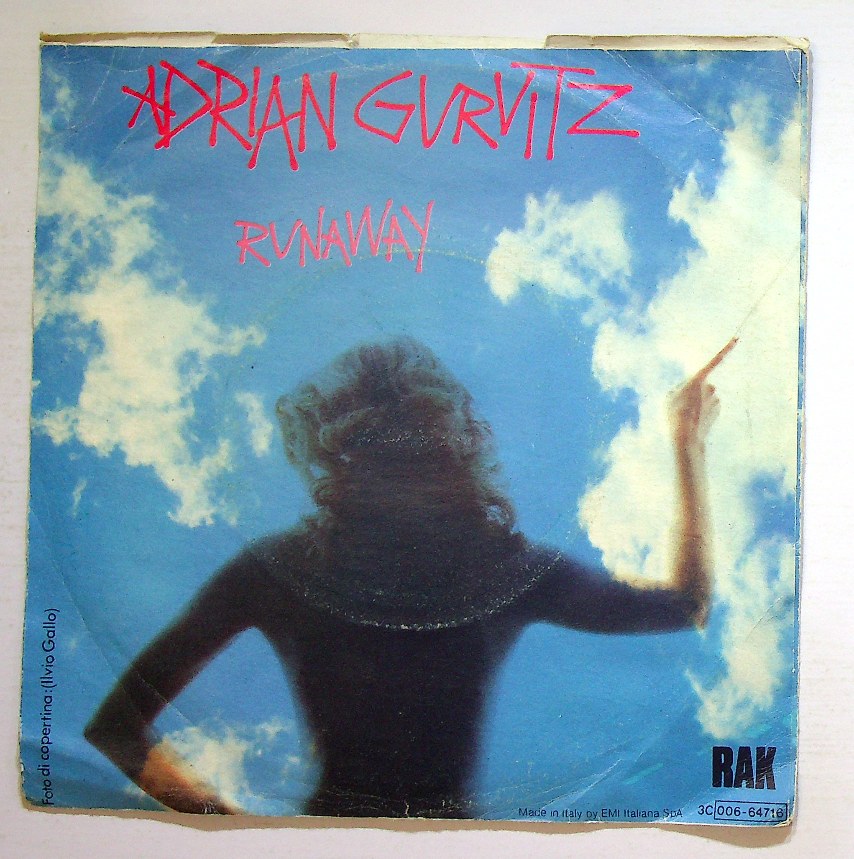 ADRIAN GURVITZ
RUNAWAY
Foto di copertina: (Ilvio Gallo)
RAK
Made in Italy by EMI Italiana SpA
3C 006-64716